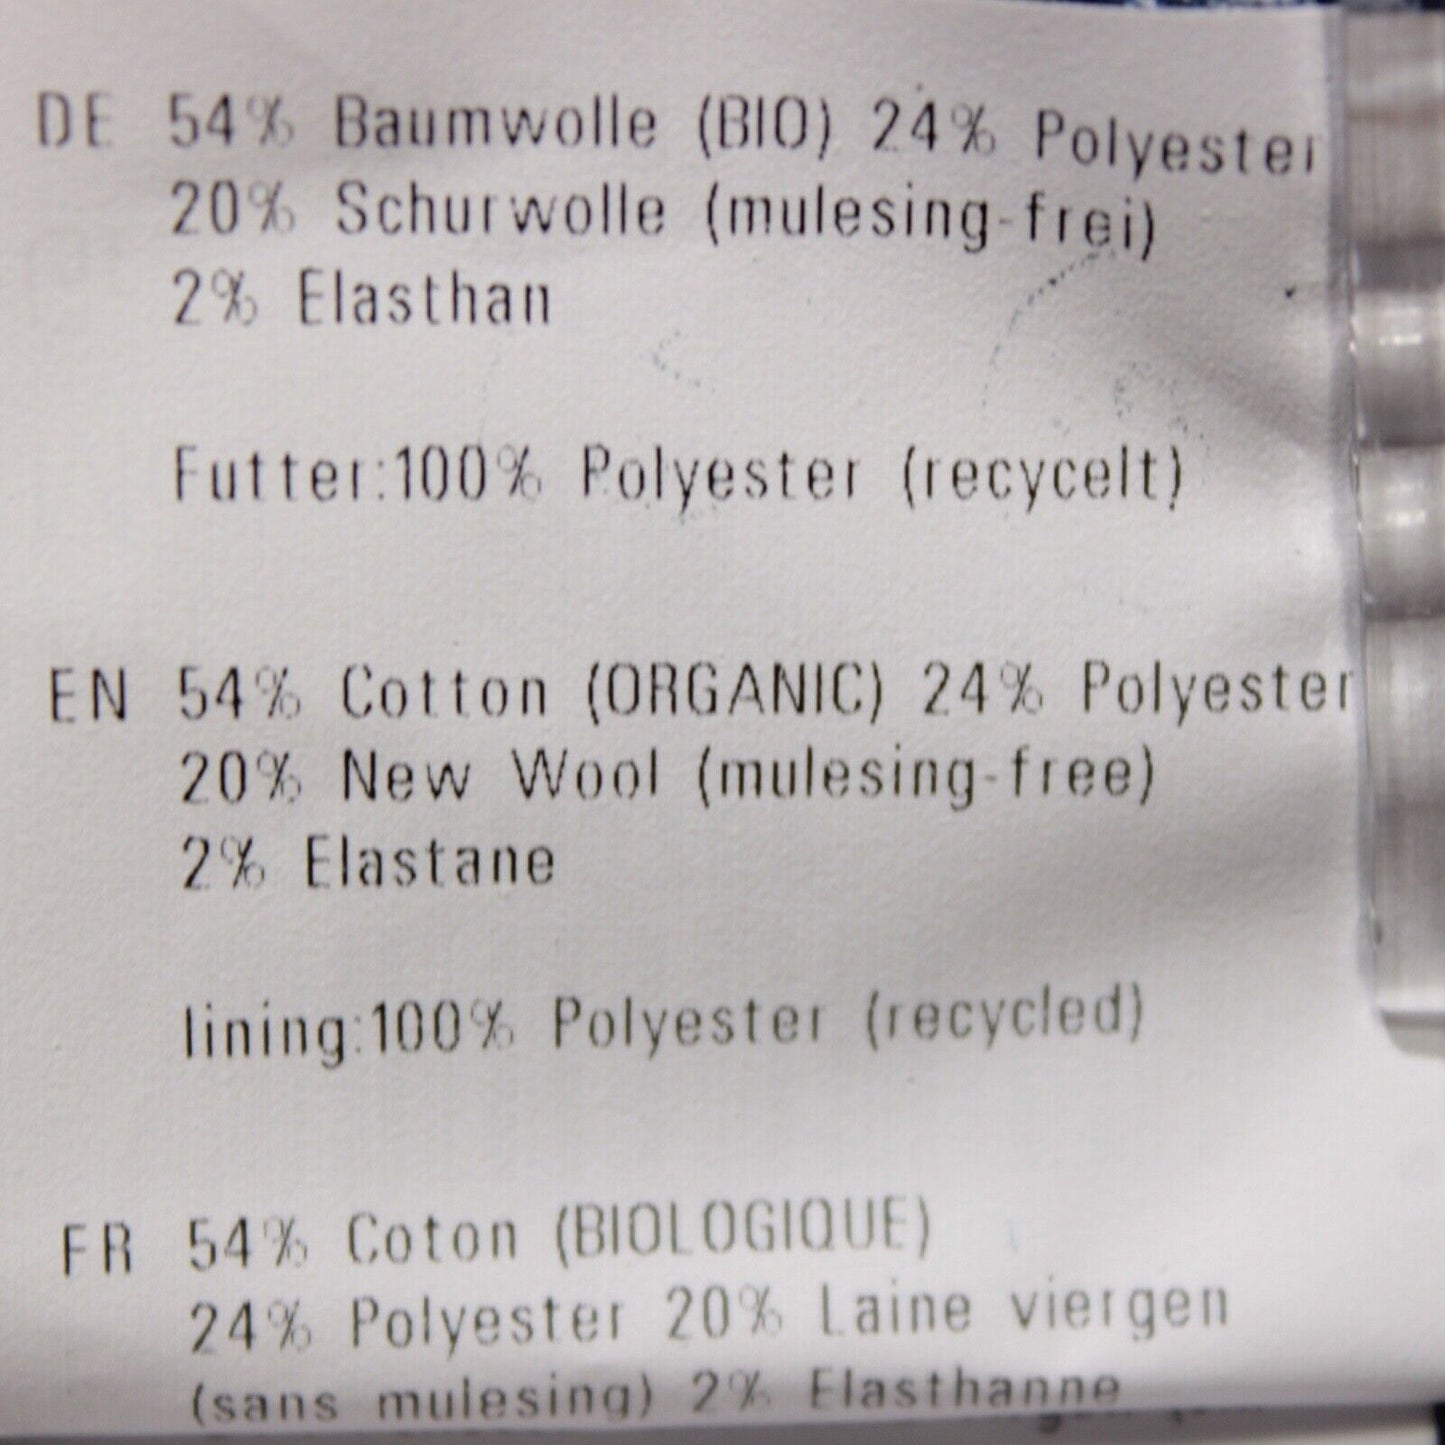 DE 54% Baumwolle (BIO) 24% Polyester
20% Schurwolle (mulesing-frei)
2% Elasthan
Futter:100% Polyester (recycelt)
EN 54% Cotton (ORGANIC) 24% Polyester
20% New Wool (mulesing-free)
2% Elastane
lining:100% Polyester (recycled)
FR 54% Coton (BIOLOGIQUE)
24% Polyester 20% Laine viergen
(sans mulesing) 2% Elasthanne